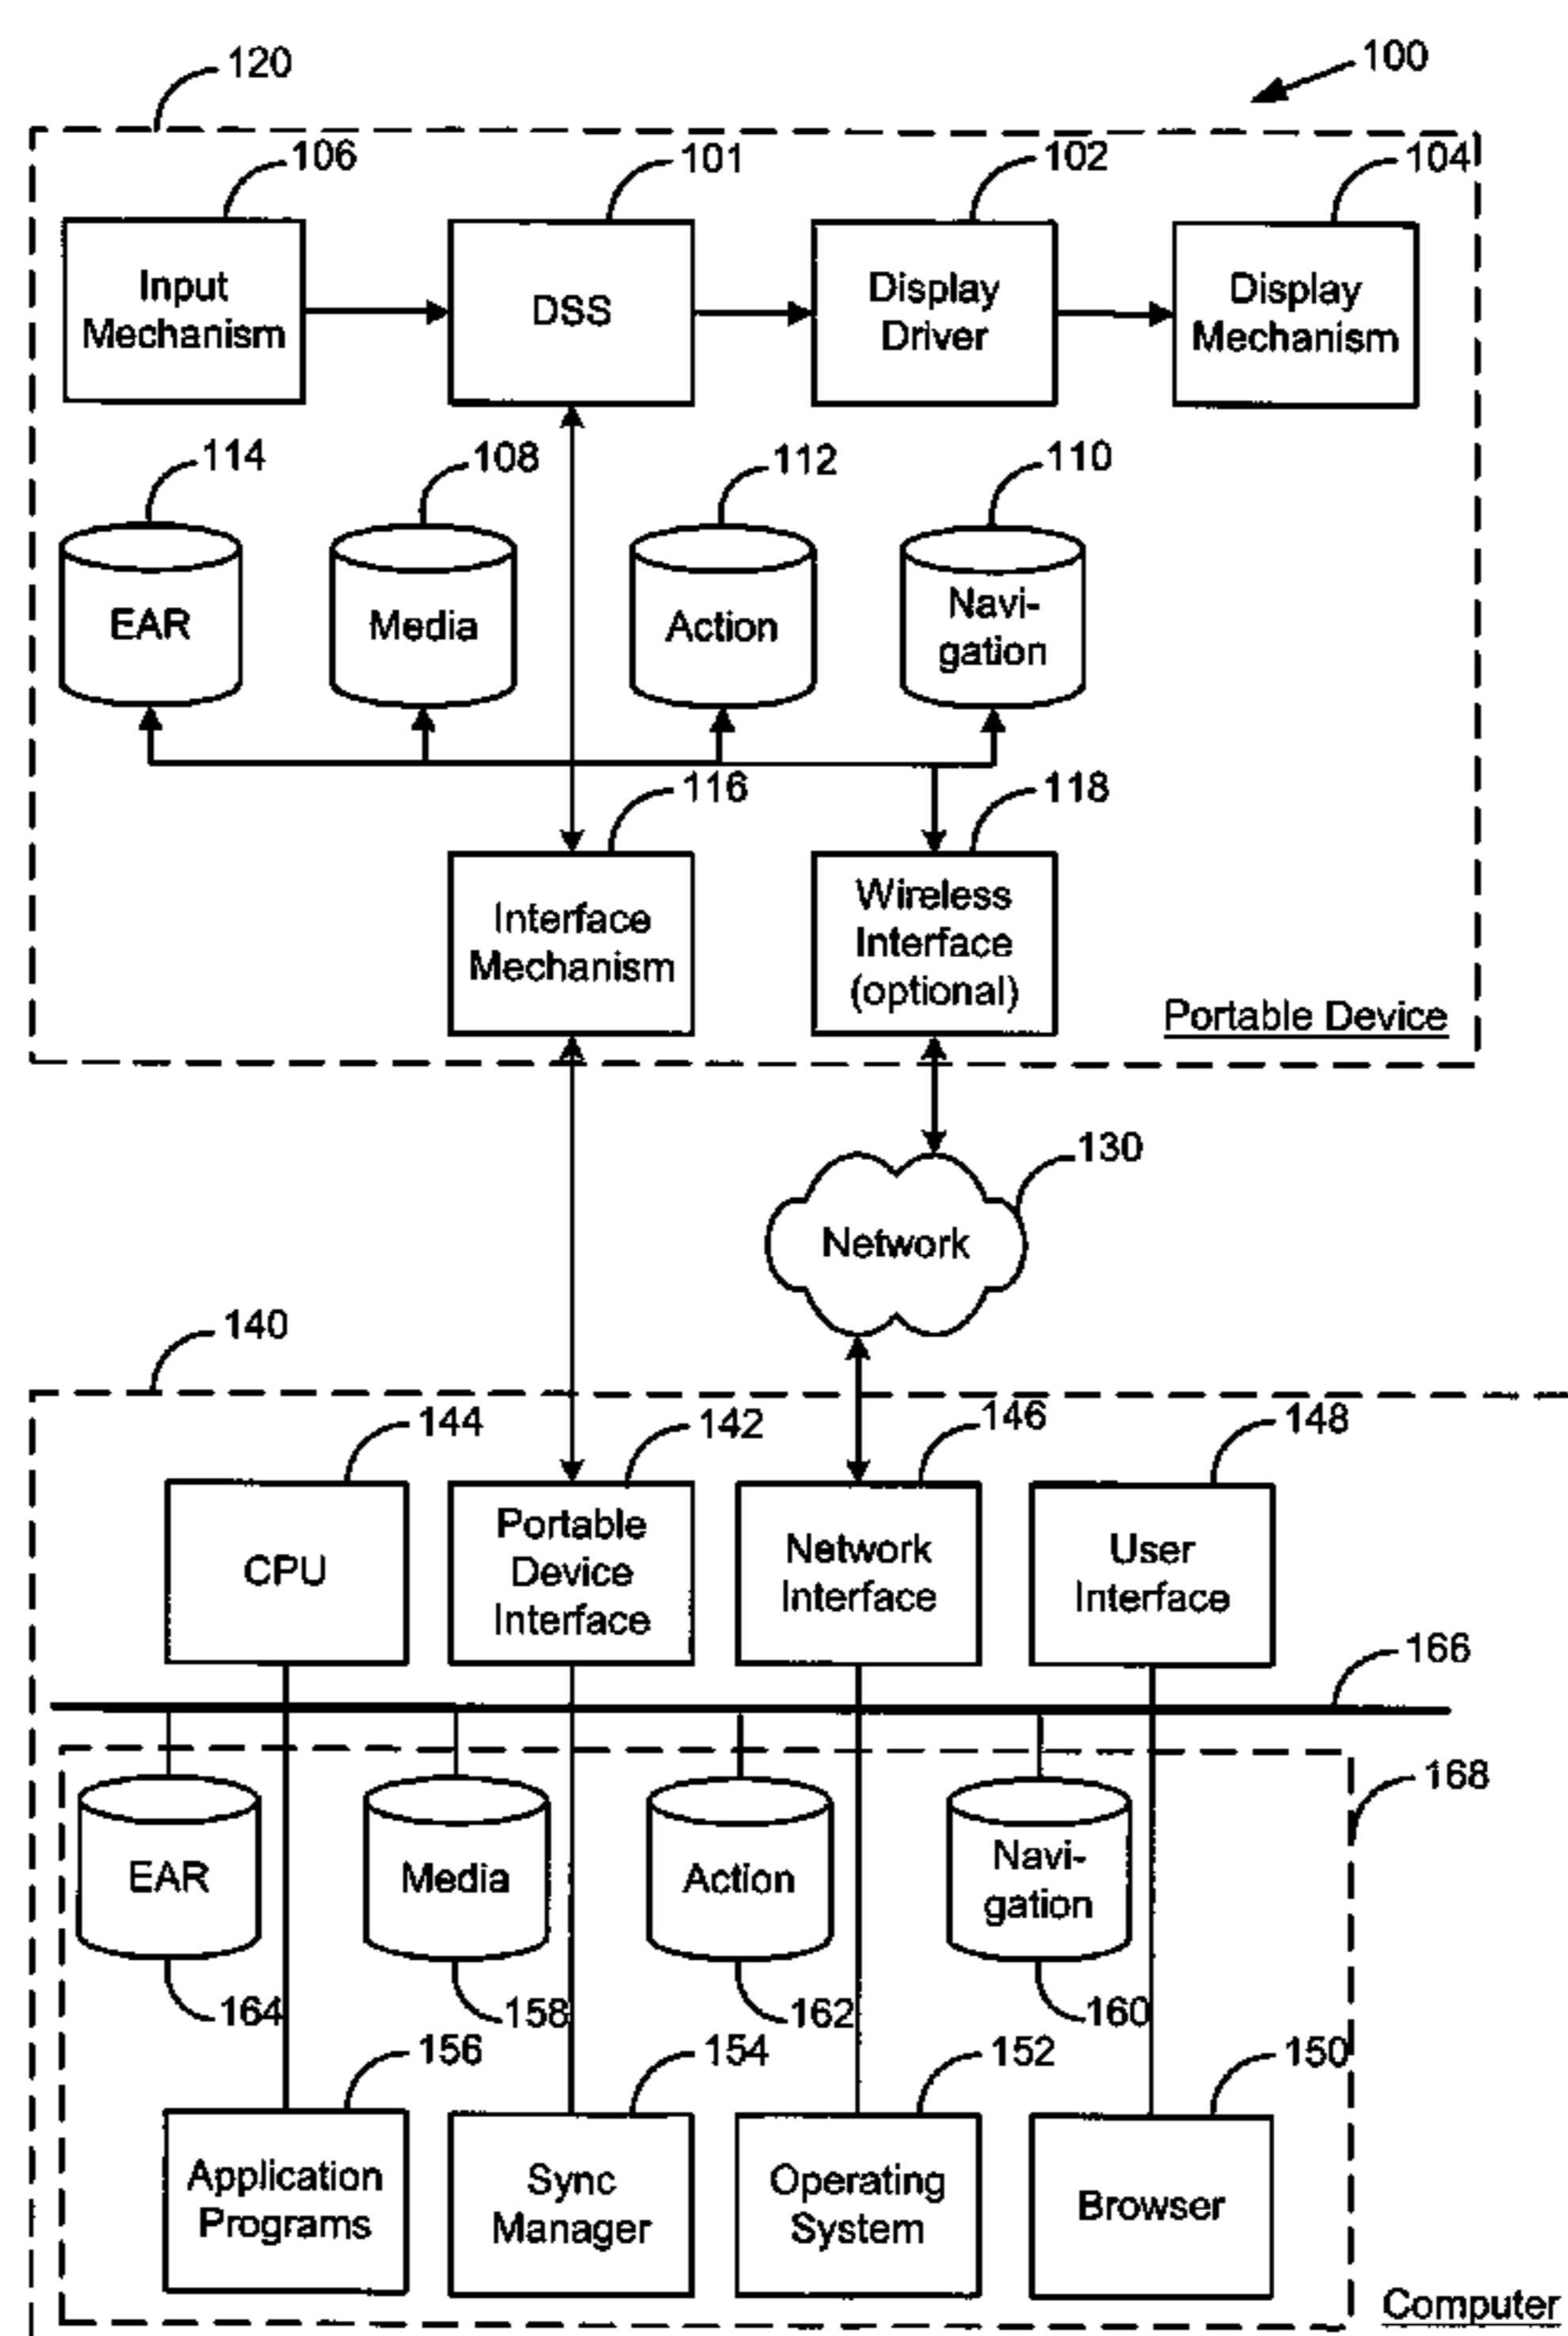 120
100
106
101
102
104
Input
Mechanism
DSS
Display
Driver
Display
Mechanism
114
108
112
110
EAR
Media
Action
Navi-
gation
116
118
Interface
Mechanism
Wireless
Interface
(optional)
Portable Device
130
Network
140
144
142
146
148
CPU
Portable
Device
Interface
Network
Interface
User
Interface
166
168
EAR
Media
Action
Navi-
gation
164
158
162
160
156
154
152
150
Application
Programs
Sync
Manager
Operating
System
Browser
Computer